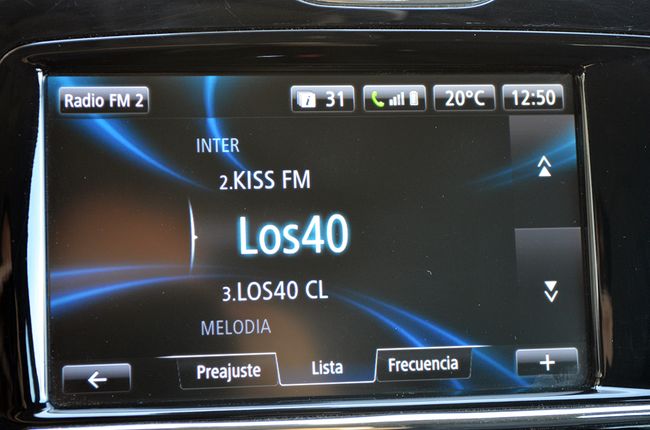 Radio FM 2 31 20°C 12:50
INTER
2.KISS FM
Los40
3.LOS40 CL
MELODIA
Preajuste Lista Frecuencia +